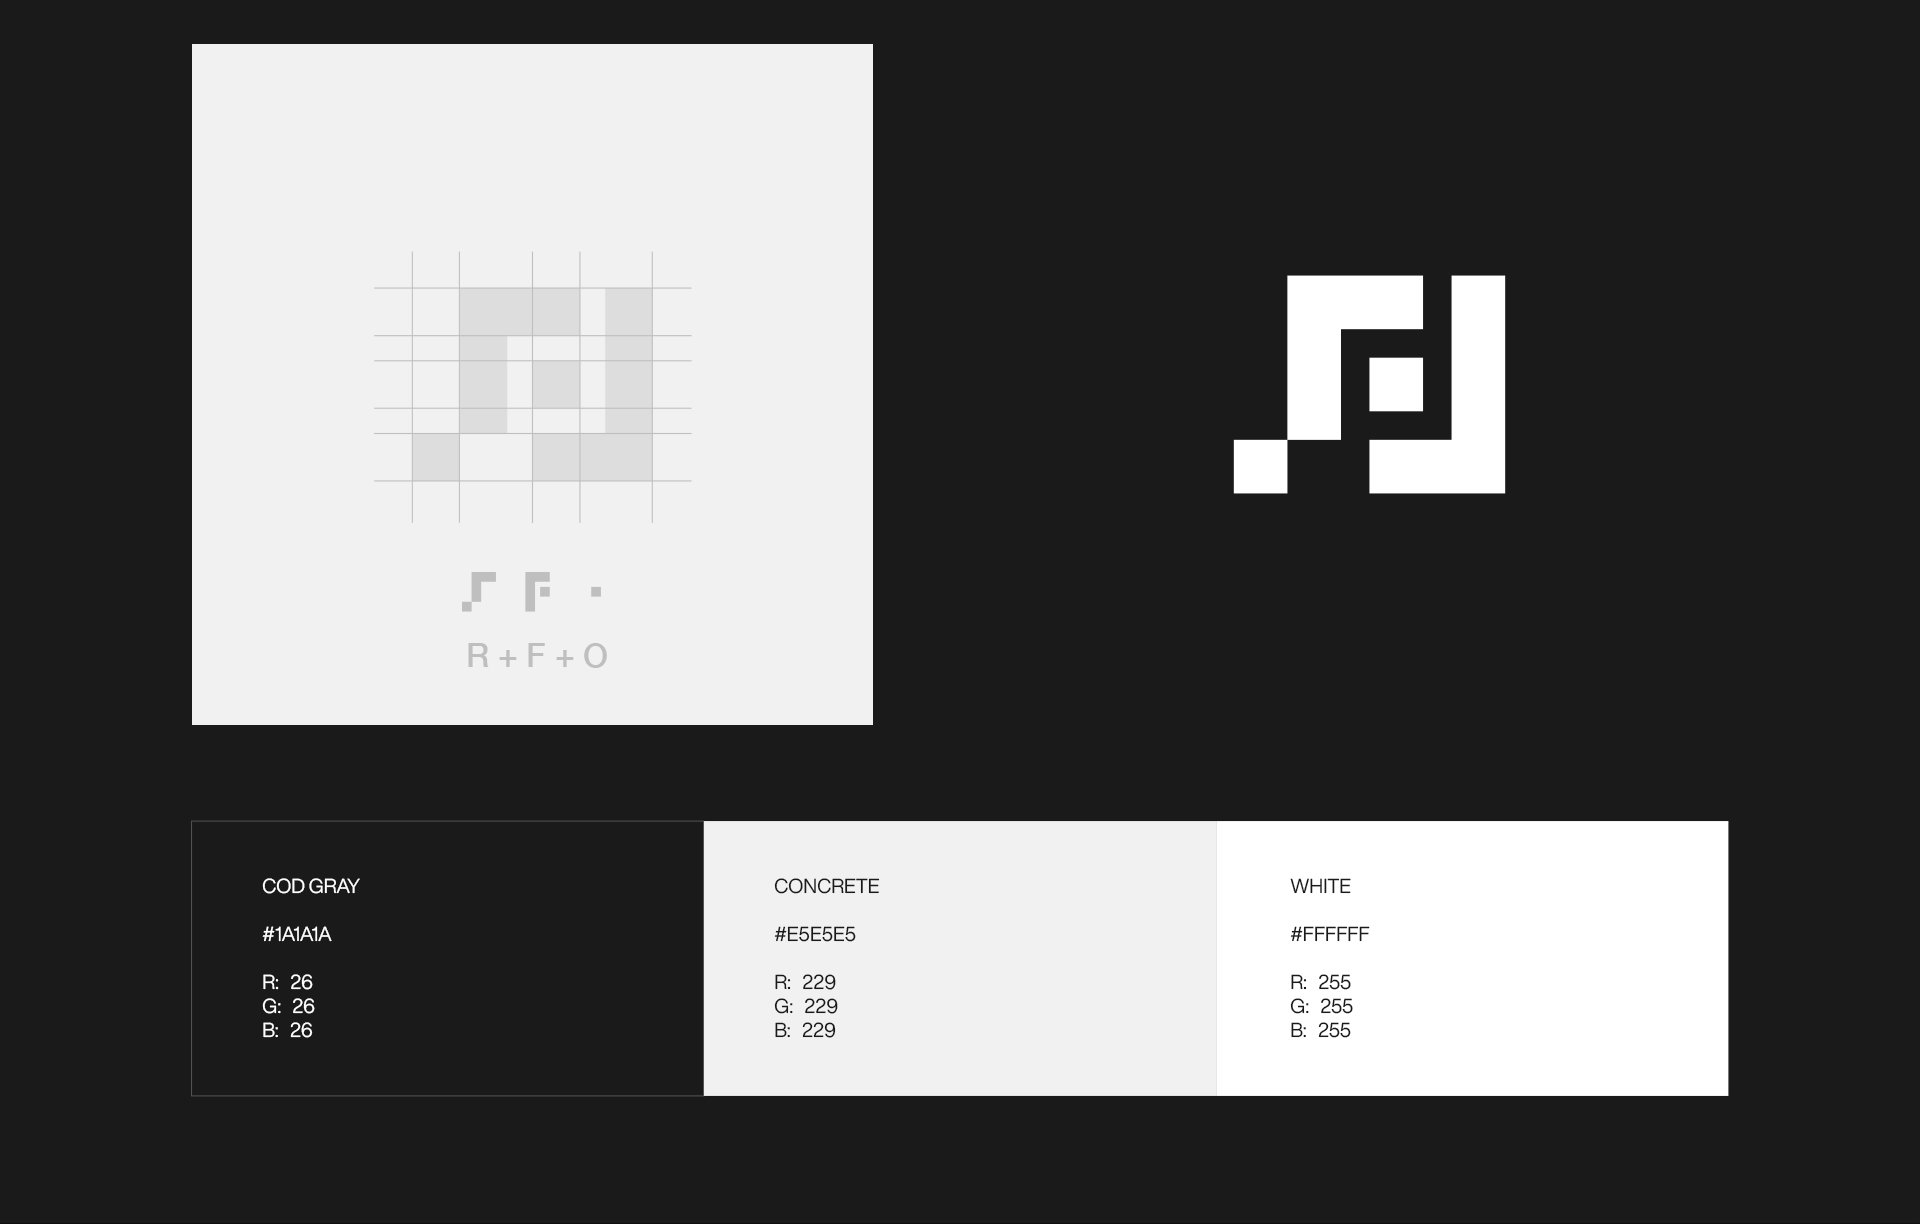 R + F + O
COD GRAY
#1A1A1A
R: 26
G: 26
B: 26
CONCRETE
#E5E5E5
R: 229
G: 229
B: 229
WHITE
#FFFFFF
R: 255
G: 255
B: 255